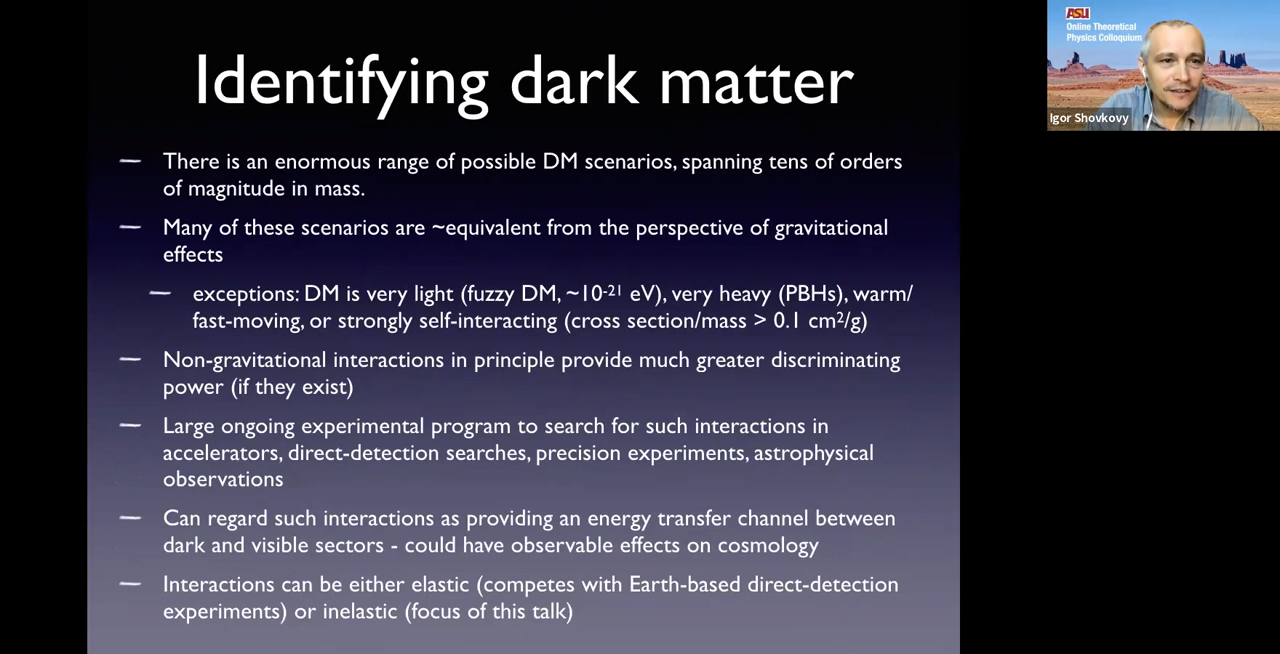 Identifying dark matter
— There is an enormous range of possible DM scenarios, spanning tens of orders
of magnitude in mass.
— Many of these scenarios are ~equivalent from the perspective of gravitational
effects
— exceptions: DM is very light (fuzzy DM, ~10⁻²¹ eV), very heavy (PBHs), warm/
fast-moving, or strongly self-interacting (cross section/mass > 0.1 cm²/g)
— Non-gravitational interactions in principle provide much greater discriminating
power (if they exist)
— Large ongoing experimental program to search for such interactions in
accelerators, direct-detection searches, precision experiments, astrophysical
observations
— Can regard such interactions as providing an energy transfer channel between
dark and visible sectors - could have observable effects on cosmology
— Interactions can be either elastic (competes with Earth-based direct-detection
experiments) or inelastic (focus of this talk)
ASU
Online Theoretical
Physics Colloquium
Igor Shovkovy